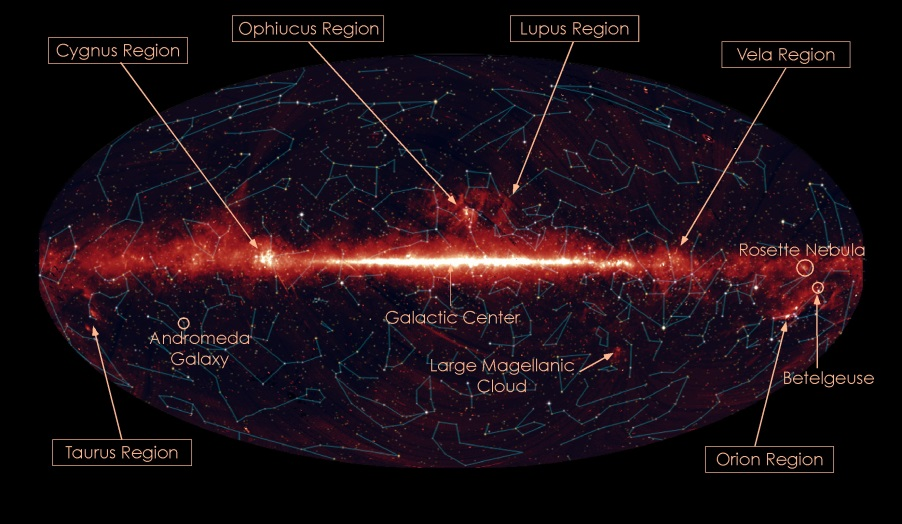 Ophiucus Region
Lupus Region
Cygnus Region
Vela Region
Rosette Nebula
Galactic Center
Andromeda
Galaxy
Large Magellanic
Cloud
Betelgeuse
Taurus Region
Orion Region